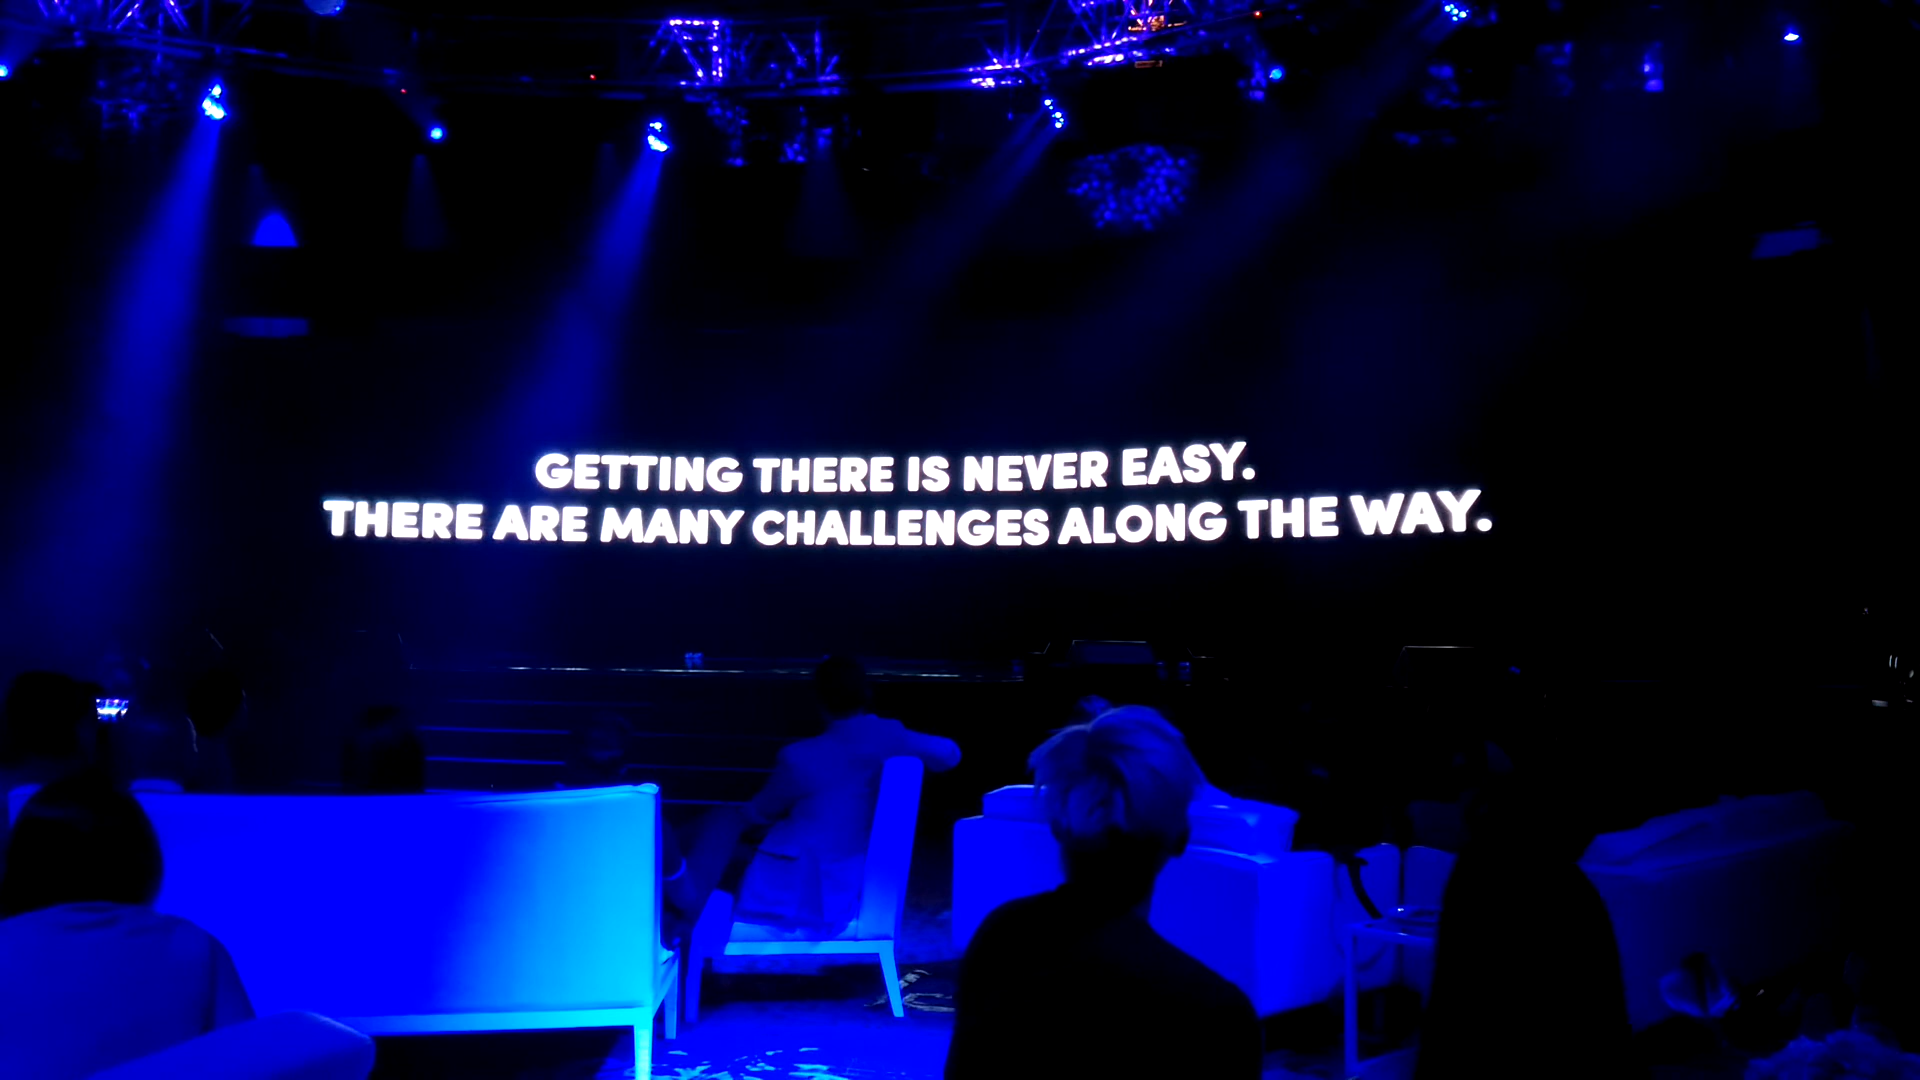 GETTING THERE IS NEVER EASY.
THERE ARE MANY CHALLENGES ALONG THE WAY.